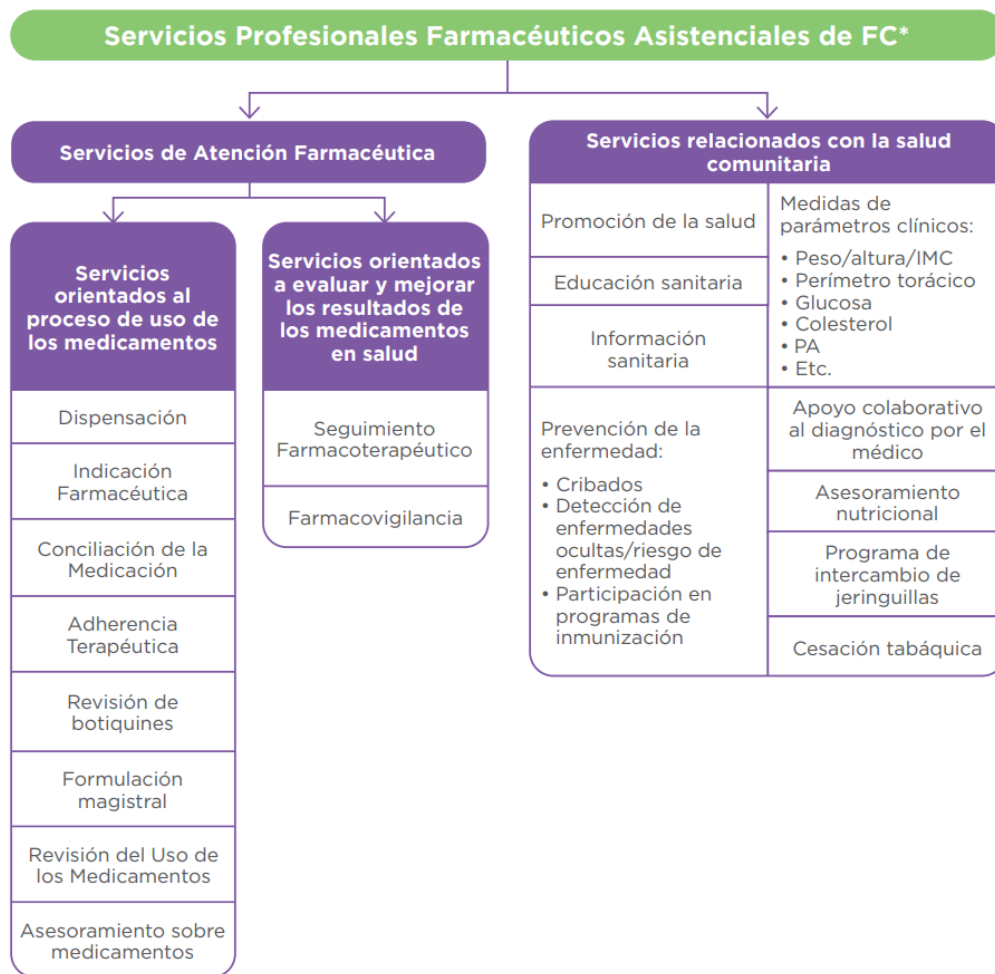 Servicios Profesionales Farmacéuticos Asistenciales de FC*
Servicios de Atención Farmacéutica
Servicios
orientados al
proceso de uso de
los medicamentos
Dispensación
Indicación
Farmacéutica
Conciliación de la
Medicación
Adherencia
Terapéutica
Revisión de
botiquines
Formulación
magistral
Revisión del Uso de
los Medicamentos
Asesoramiento sobre
medicamentos
Servicios orientados
a evaluar y mejorar
los resultados de
los medicamentos
en salud
Seguimiento
Farmacoterapéutico
Farmacovigilancia
Servicios relacionados con la salud
comunitaria
Promoción de la salud
Educación sanitaria
Información
sanitaria
Prevención de la
enfermedad:
• Cribados
• Detección de
enfermedades
ocultas/riesgo de
enfermedad
• Participación en
programas de
inmunización
Medidas de
parámetros clínicos:
• Peso/altura/IMC
• Perímetro torácico
• Glucosa
• Colesterol
• PA
• Etc.
Apoyo colaborativo
al diagnóstico por el
médico
Asesoramiento
nutricional
Programa de
intercambio de
jeringuillas
Cesación tabáquica